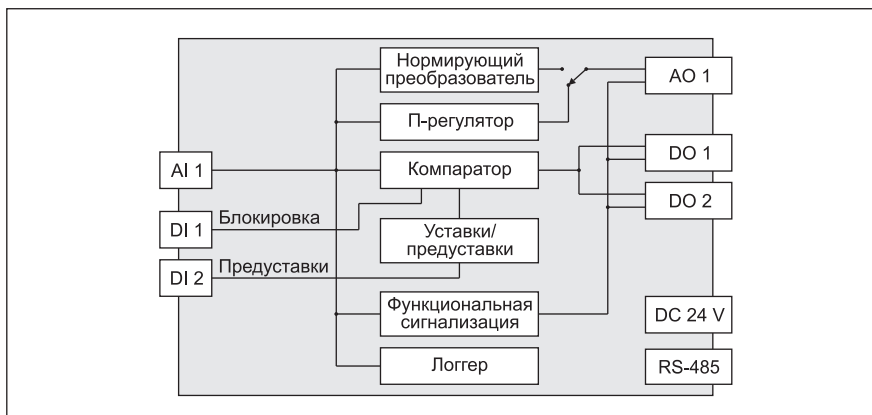 Нормирующий
преобразователь
AO 1
П-регулятор
DO 1
AI 1
Компаратор
DO 2
DI 1
Блокировка
Уставки/
предуставки
DI 2
Предуставки
Функциональная
сигнализация
DC 24 V
Логгер
RS-485